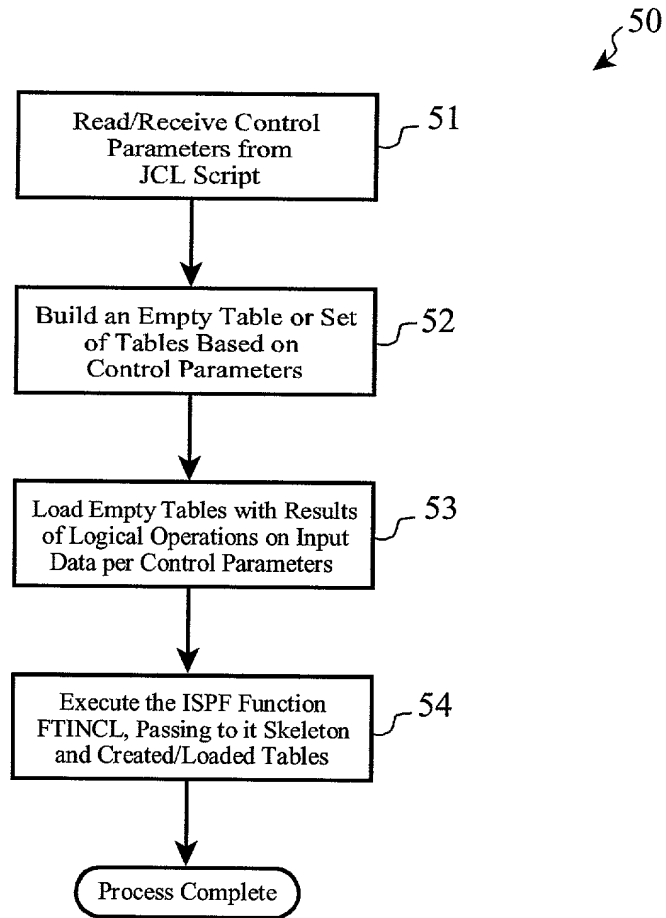 50
Read/Receive Control
Parameters from
JCL Script
51
Build an Empty Table or Set
of Tables Based on
Control Parameters
52
Load Empty Tables with Results
of Logical Operations on Input
Data per Control Parameters
53
Execute the ISPF Function
FTINCL, Passing to it Skeleton
and Created/Loaded Tables
54
Process Complete